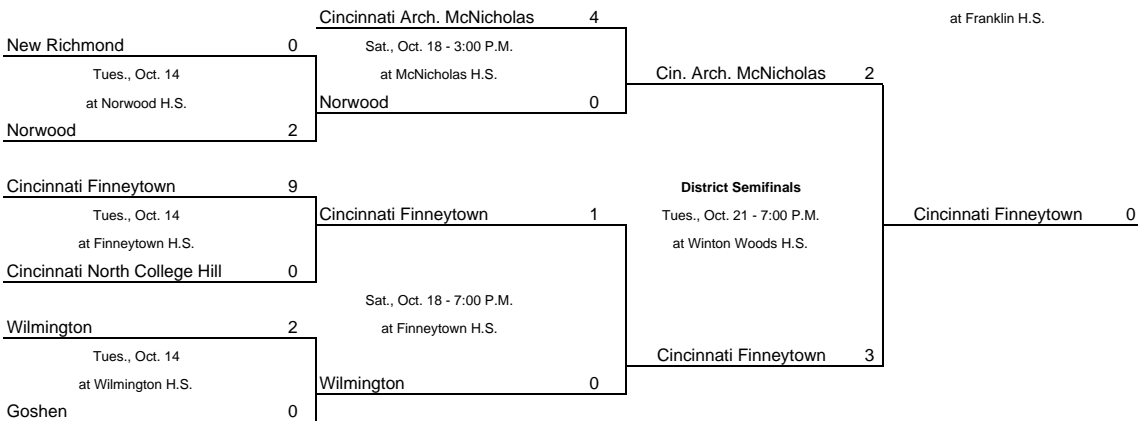 Cincinnati Arch. McNicholas 4
at Franklin H.S.
New Richmond 0
Sat., Oct. 18 - 3:00 P.M.
Tues., Oct. 14
at McNicholas H.S.
Cin. Arch. McNicholas 2
at Norwood H.S.
Norwood 0
Norwood 2
Cincinnati Finneytown 9
District Semifinals
Tues., Oct. 14
Cincinnati Finneytown 1
Tues., Oct. 21 - 7:00 P.M.
Cincinnati Finneytown 0
at Finneytown H.S.
at Winton Woods H.S.
Cincinnati North College Hill 0
Sat., Oct. 18 - 7:00 P.M.
Wilmington 2
at Finneytown H.S.
Tues., Oct. 14
Cincinnati Finneytown 3
at Wilmington H.S.
Wilmington 0
Goshen 0